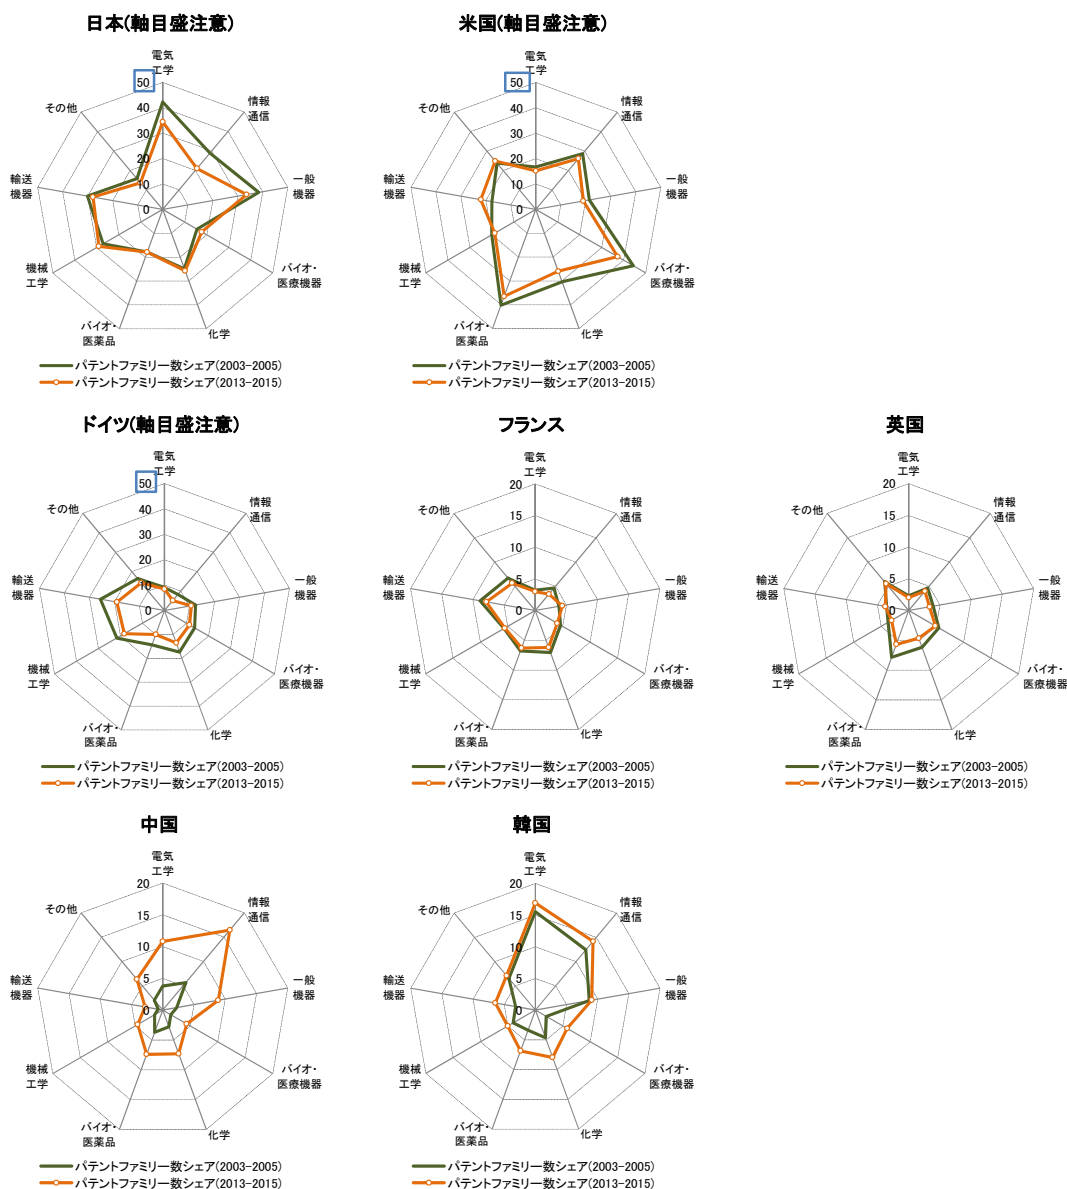 日本(軸目盛注意)
電気
工学
情報
通信
一般
機器
バイオ・
医療機器
化学
バイオ・
医薬品
機械
工学
輸送
機器
その他
50
40
30
20
10
0
パテントファミリー数シェア(2003-2005)
パテントファミリー数シェア(2013-2015)
米国(軸目盛注意)
電気
工学
情報
通信
一般
機器
バイオ・
医療機器
化学
バイオ・
医薬品
機械
工学
輸送
機器
その他
50
40
30
20
10
0
パテントファミリー数シェア(2003-2005)
パテントファミリー数シェア(2013-2015)
ドイツ(軸目盛注意)
電気
工学
情報
通信
一般
機器
バイオ・
医療機器
化学
バイオ・
医薬品
機械
工学
輸送
機器
その他
50
40
30
20
10
0
パテントファミリー数シェア(2003-2005)
パテントファミリー数シェア(2013-2015)
フランス
電気
工学
情報
通信
一般
機器
バイオ・
医療機器
化学
バイオ・
医薬品
機械
工学
輸送
機器
その他
20
15
10
5
0
パテントファミリー数シェア(2003-2005)
パテントファミリー数シェア(2013-2015)
英国
電気
工学
情報
通信
一般
機器
バイオ・
医療機器
化学
バイオ・
医薬品
機械
工学
輸送
機器
その他
20
15
10
5
0
パテントファミリー数シェア(2003-2005)
パテントファミリー数シェア(2013-2015)
中国
電気
工学
情報
通信
一般
機器
バイオ・
医療機器
化学
バイオ・
医薬品
機械
工学
輸送
機器
その他
20
15
10
5
0
パテントファミリー数シェア(2003-2005)
パテントファミリー数シェア(2013-2015)
韓国
電気
工学
情報
通信
一般
機器
バイオ・
医療機器
化学
バイオ・
医薬品
機械
工学
輸送
機器
その他
20
15
10
5
0
パテントファミリー数シェア(2003-2005)
パテントファミリー数シェア(2013-2015)